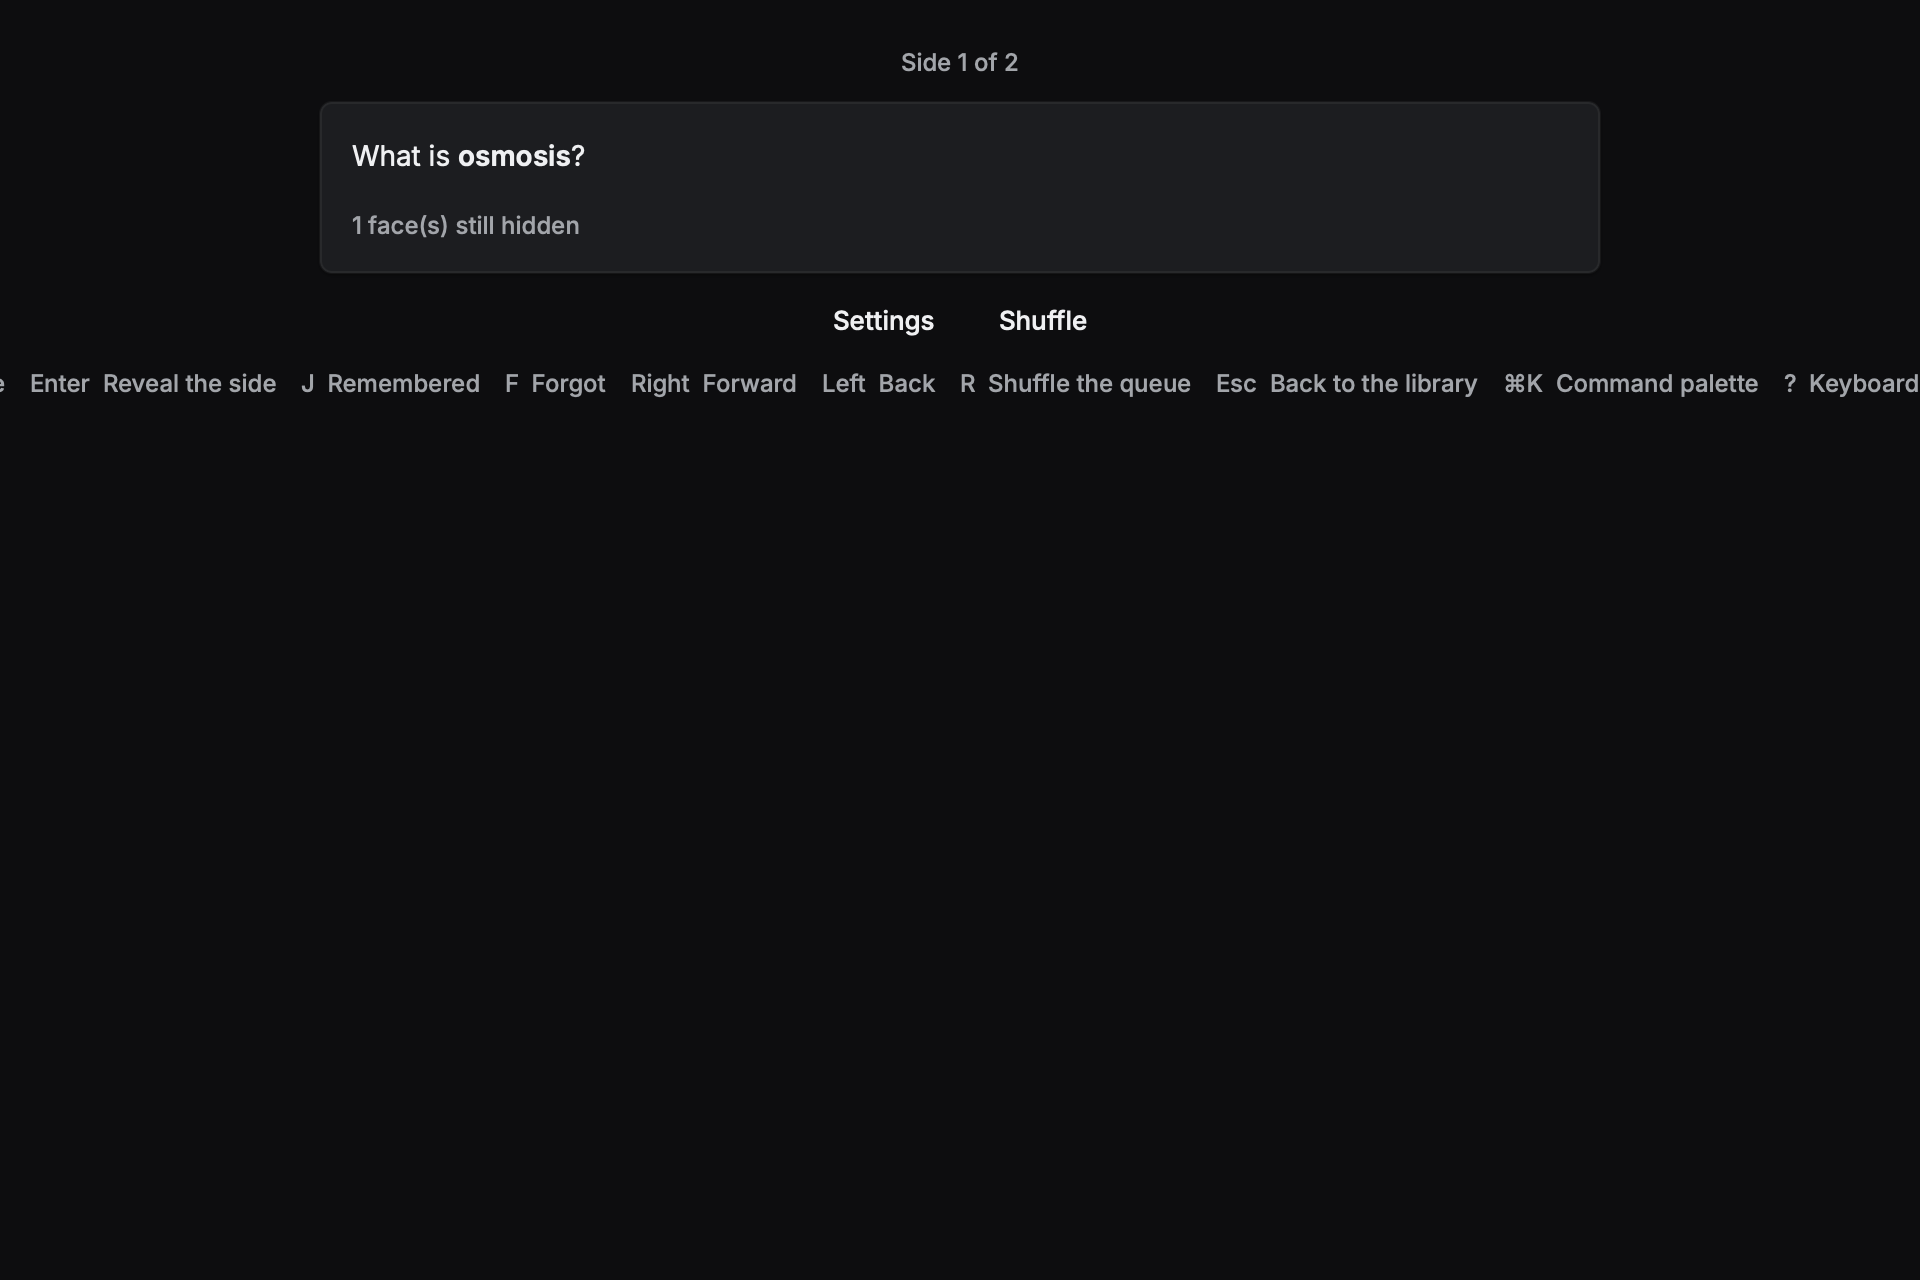 Side 1 of 2
What is osmosis?
1 face(s) still hidden
Settings Shuffle
Enter Reveal the side J Remembered F Forgot Right Forward Left Back R Shuffle the queue Esc Back to the library ⌘K Command palette ? Keyboard